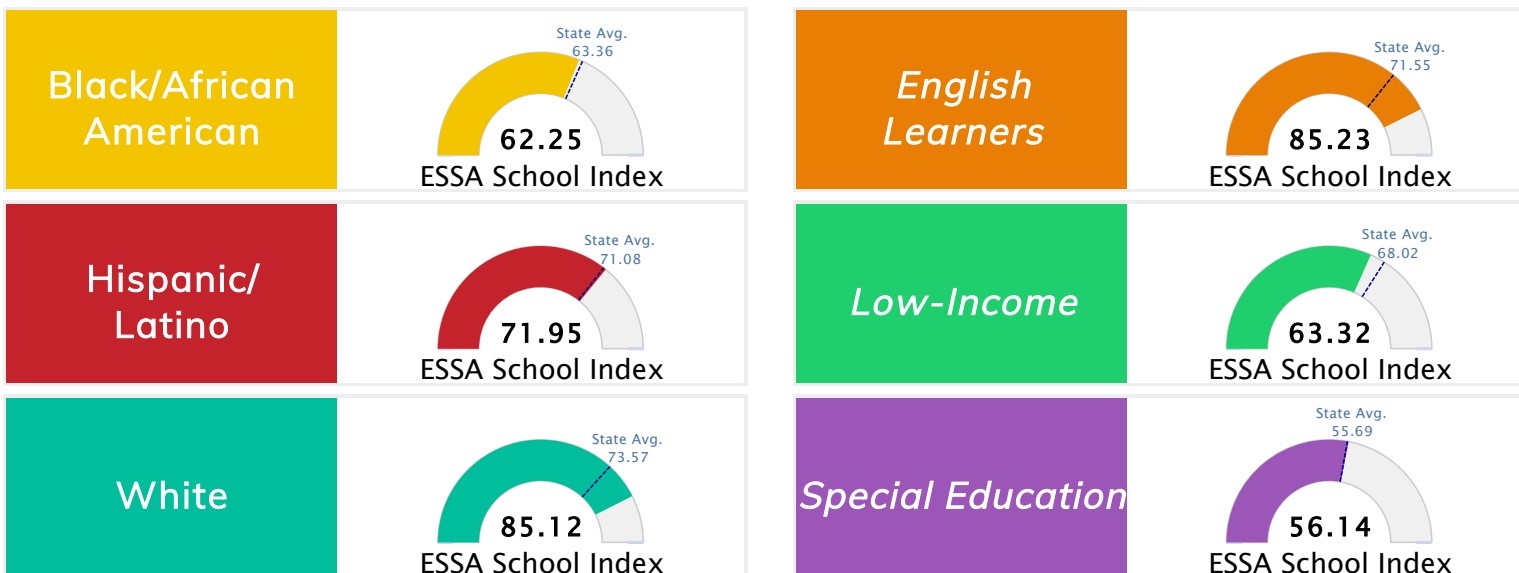 Black/African
American
State Avg.
63.36
62.25
ESSA School Index
English
Learners
State Avg.
71.55
85.23
ESSA School Index
Hispanic/
Latino
State Avg.
71.08
71.95
ESSA School Index
Low-Income
State Avg.
68.02
63.32
ESSA School Index
White
State Avg.
73.57
85.12
ESSA School Index
Special Education
State Avg.
55.69
56.14
ESSA School Index